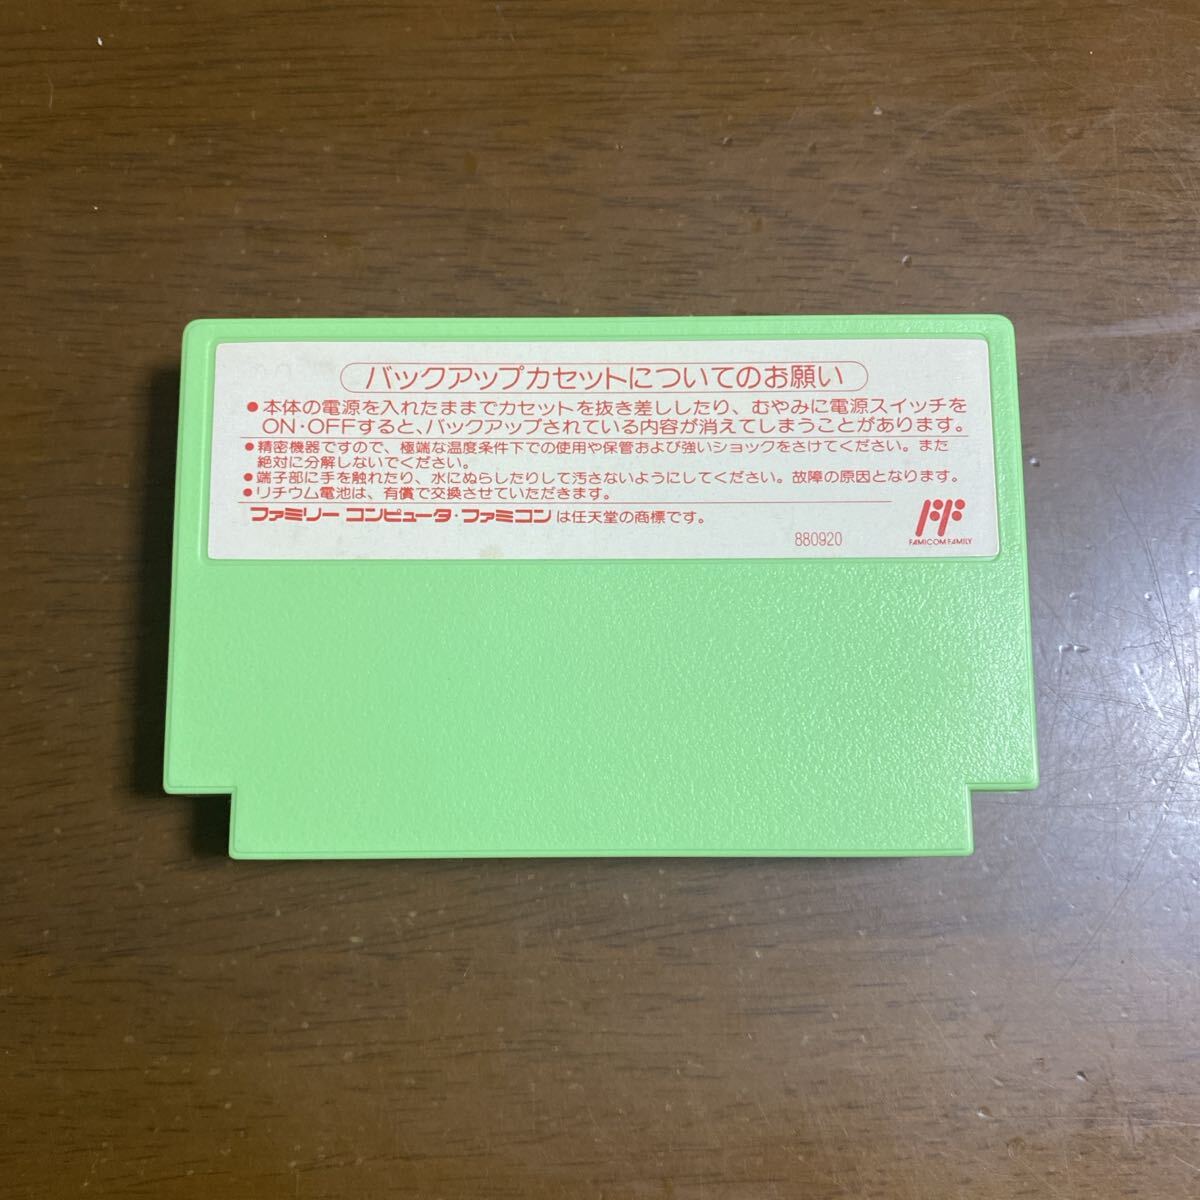 バックアップカセットについてのお願い
●本体の電源を入れたままでカセットを抜き差ししたり、むやみに電源スイッチを
ON・OFFすると、バックアップされている内容が消えてしまうことがあります。
●精密機器ですので、極端な温度条件下での使用や保管および強いショックをさけてください。また
絶対に分解しないでください。
●端子部に手を触れたり、水にぬらしたりして汚さないようにしてください。故障の原因となります。
●リチウム電池は、有償で交換させていただきます。
ファミリー コンピュータ・ファミコンは任天堂の商標です。
880920
FAMICOM FAMILY